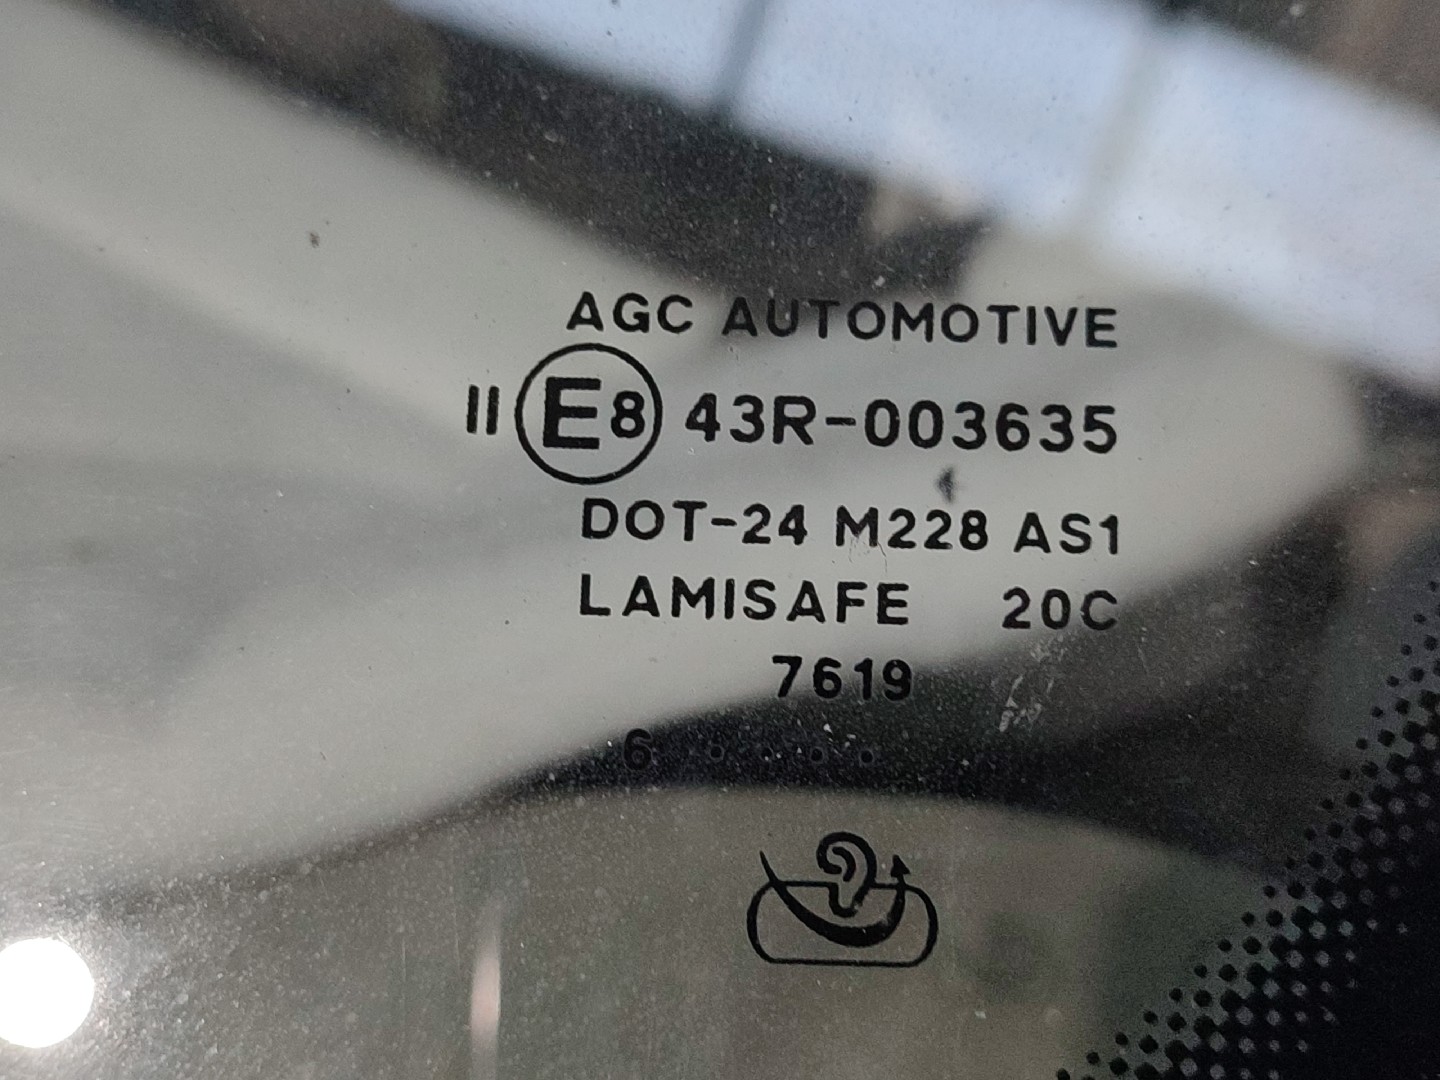 AGC AUTOMOTIVE
II E8 43R-003635
DOT-24 M228 AS1
LAMISAFE 20C
7619
6 . . . .